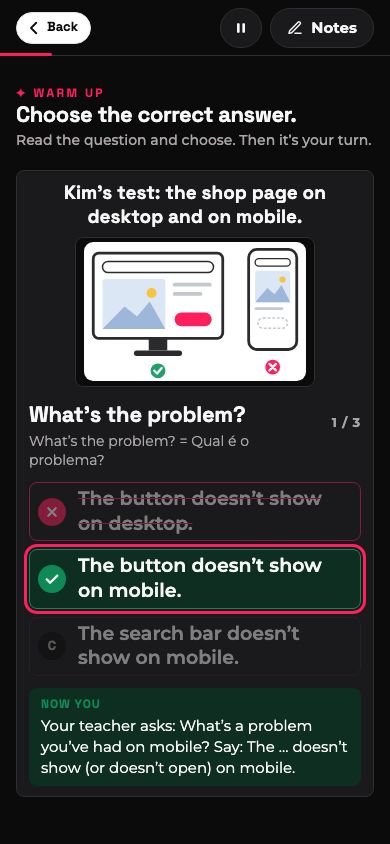 Back
Notes
WARM UP
Choose the correct answer.
Read the question and choose. Then it's your turn.
Kim's test: the shop page on
desktop and on mobile.
What's the problem?
1 / 3
What's the problem? = Qual é o
problema?
The button doesn't show
on desktop.
The button doesn't show
on mobile.
C
The search bar doesn't
show on mobile.
NOW YOU
Your teacher asks: What's a problem
you've had on mobile? Say: The ... doesn't
show (or doesn't open) on mobile.